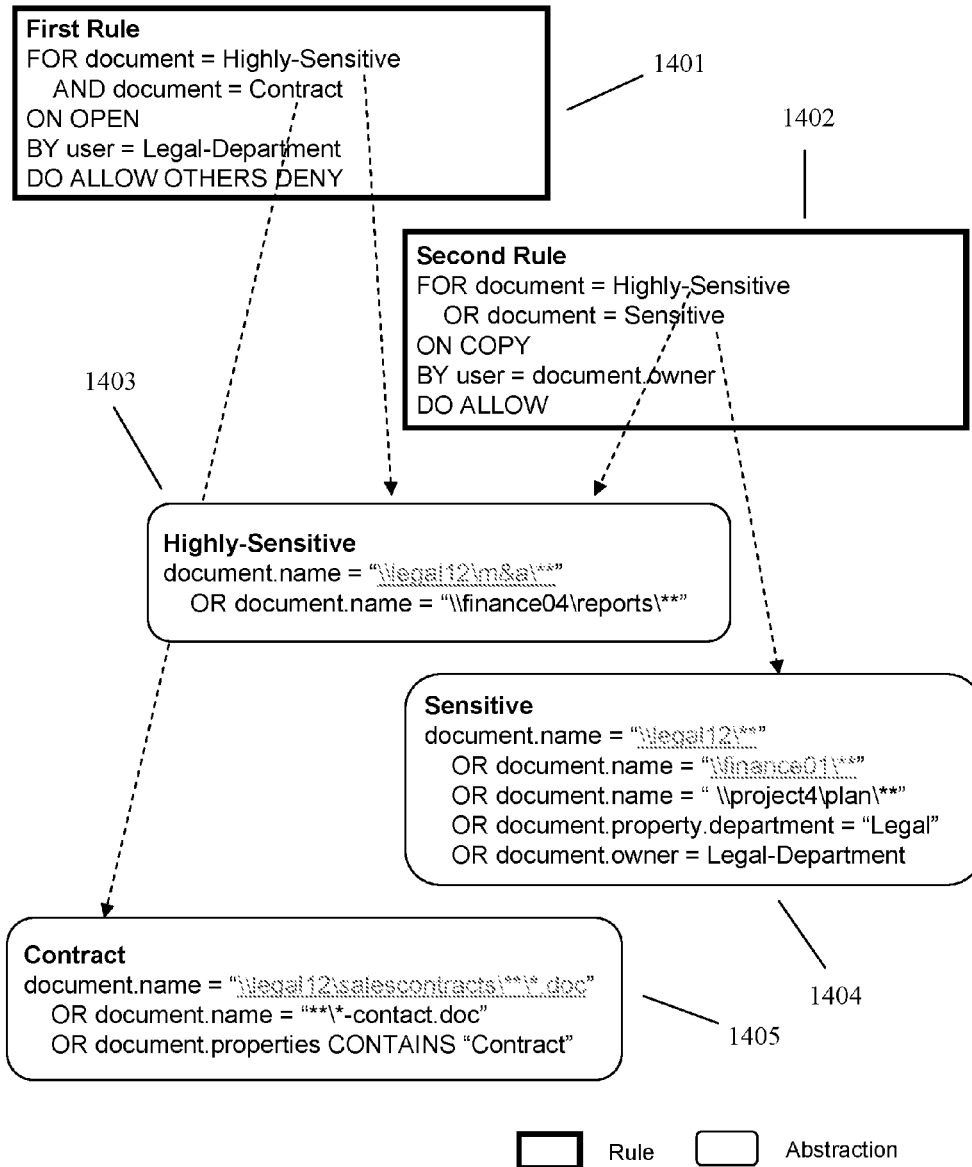 First Rule
FOR document = Highly-Sensitive
AND document = Contract
ON OPEN
BY user = Legal-Department
DO ALLOW OTHERS DENY
1401
1402
Second Rule
FOR document = Highly-Sensitive
OR document = Sensitive
ON COPY
BY user = document.owner
DO ALLOW
1403
Highly-Sensitive
document.name = “\\legal12\m&a\**”
OR document.name = “\\finance04\reports\**”
Sensitive
document.name = “\\legal12\**”
OR document.name = “\\finance01\**”
OR document.name = “ \\project4\plan\**”
OR document.property.department = “Legal”
OR document.owner = Legal-Department
1404
Contract
document.name = “\\legal12\salescontracts\**\*.doc”
OR document.name = “**\*-contact.doc”
OR document.properties CONTAINS “Contract”
1405
Rule
Abstraction